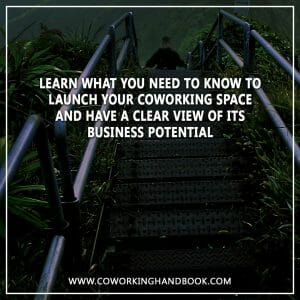 LEARN WHAT YOU NEED TO KNOW TO
LAUNCH YOUR COWORKING SPACE
AND HAVE A CLEAR VIEW OF ITS
BUSINESS POTENTIAL
WWW.COWORKINGHANDBOOK.COM